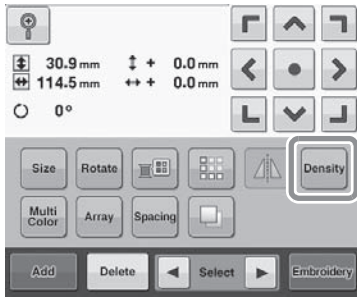 30.9 mm + 0.0 mm
114.5 mm + 0.0 mm
0°
Size Rotate Density
Multi Color Array Spacing
Add Delete Select Embroidery